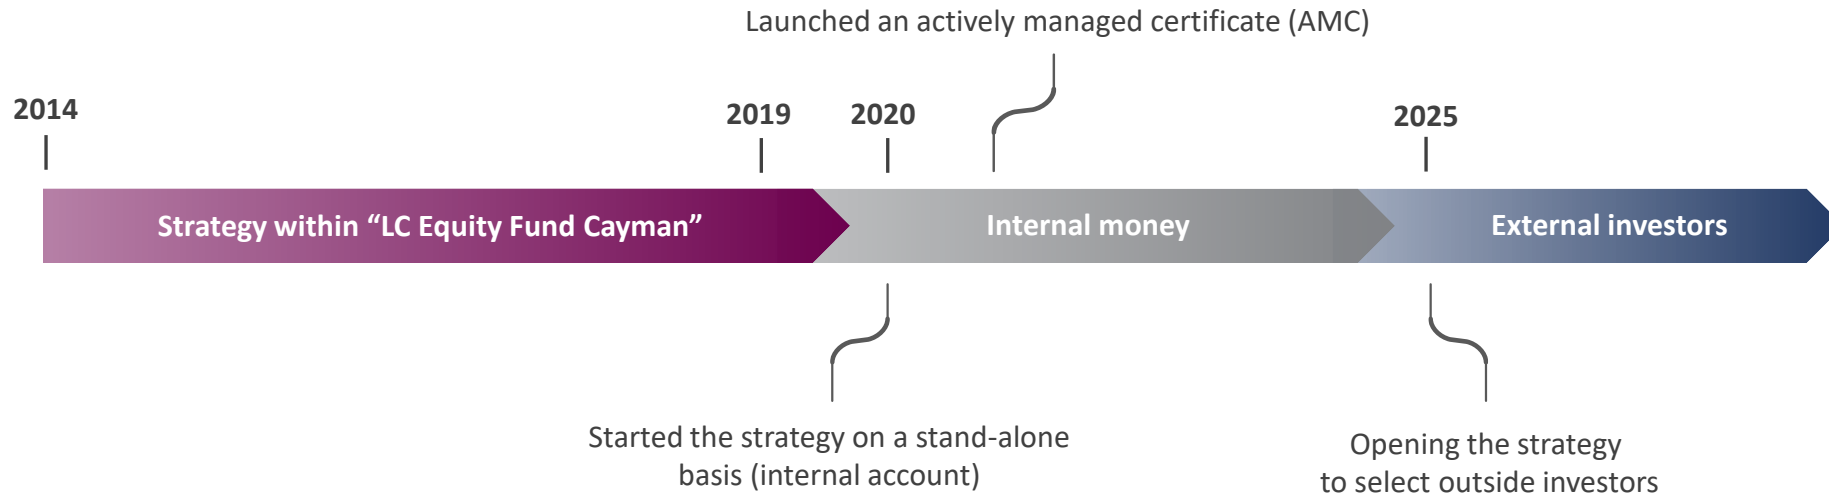 Launched an actively managed certificate (AMC)
2014
2019
2020
2025
Strategy within “LC Equity Fund Cayman”
Internal money
External investors
Started the strategy on a stand-alone
basis (internal account)
Opening the strategy
to select outside investors